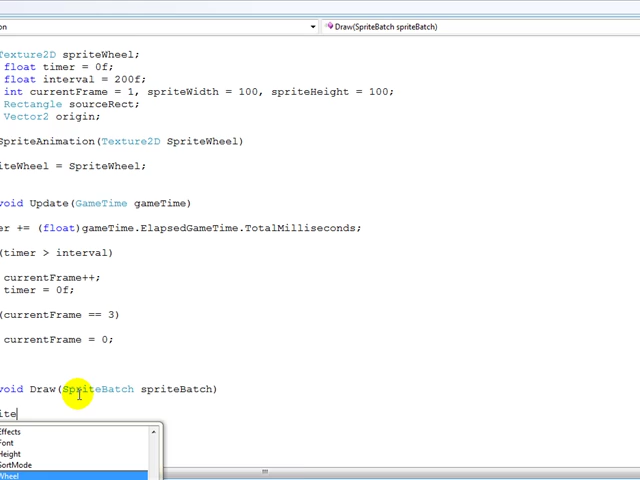 on Draw(SpriteBatch spriteBatch)
Texture2D spriteWheel;
float timer = 0f;
float interval = 200f;
int currentFrame = 1, spriteWidth = 100, spriteHeight = 100;
Rectangle sourceRect;
Vector2 origin;
SpriteAnimation(Texture2D SpriteWheel)
iteWheel = SpriteWheel;
void Update(GameTime gameTime)
er += (float)gameTime.ElapsedGameTime.TotalMilliseconds;
(timer > interval)
currentFrame++;
timer = 0f;
(currentFrame == 3)
currentFrame = 0;
void Draw(SpriteBatch spriteBatch)
ite
Effects
Font
Height
SortMode
Wheel